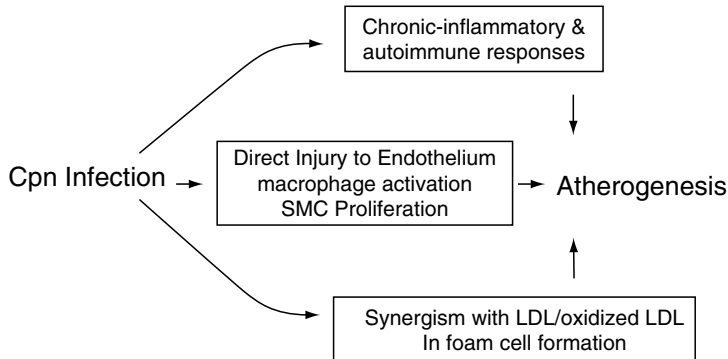 Chronic-inflammatory &
autoimmune responses
Cpn Infection
Direct Injury to Endothelium
macrophage activation
SMC Proliferation
Atherogenesis
Synergism with LDL/oxidized LDL
In foam cell formation